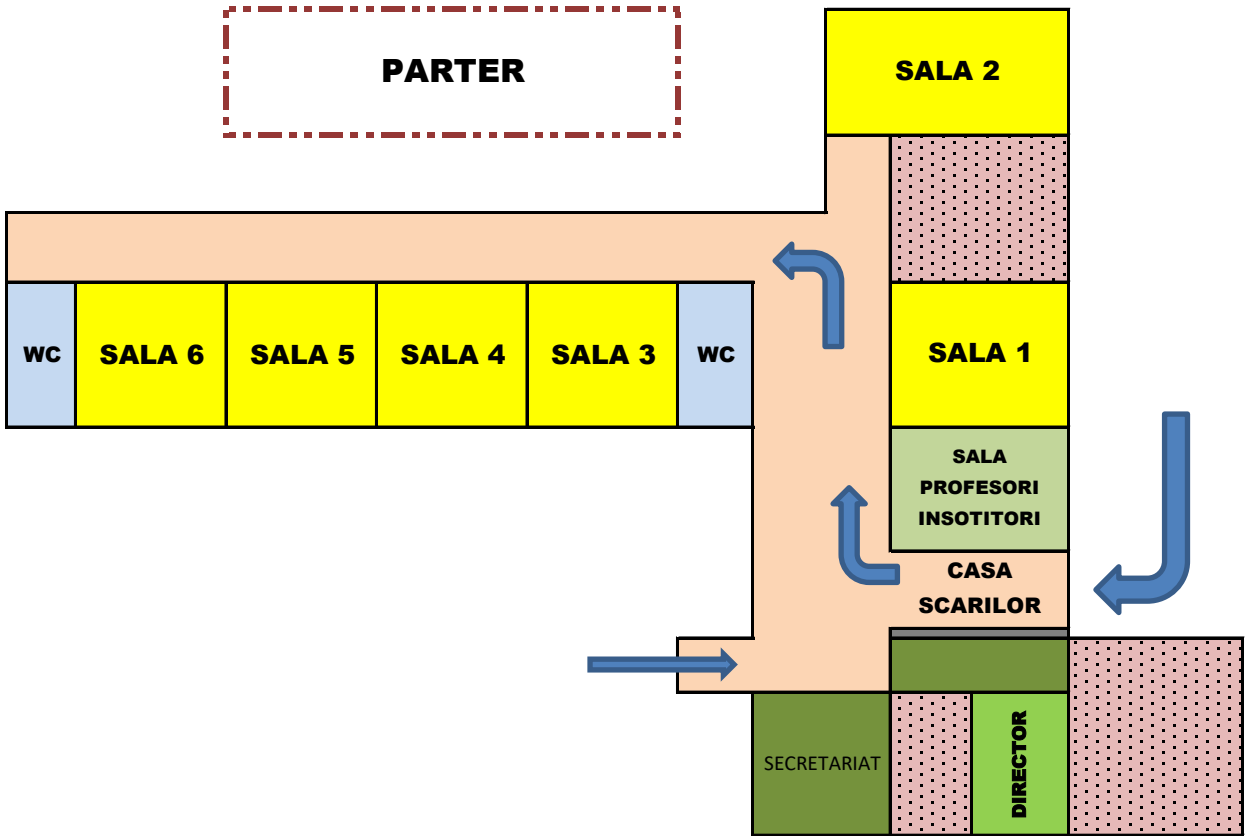 PARTER
SALA 2
WC
SALA 6
SALA 5
SALA 4
SALA 3
WC
SALA 1
SALA
PROFESORI
INSOTITORI
CASA
SCARILOR
SECRETARIAT
DIRECTOR